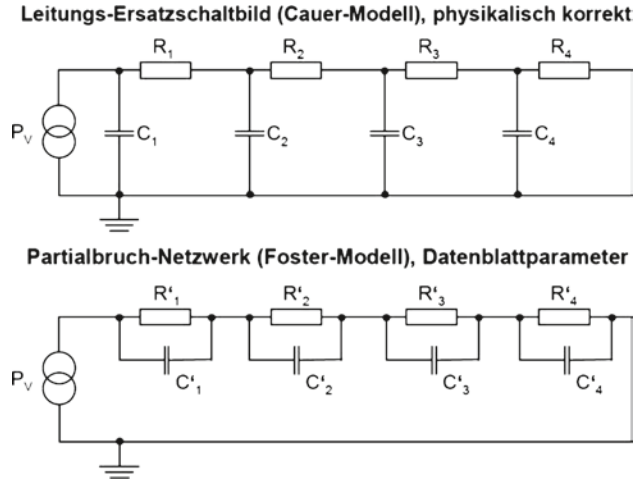 Leitungs-Ersatzschaltbild (Cauer-Modell), physikalisch korrekt:
R1 R2 R3 R4
PV C1 C2 C3 C4
Partialbruch-Netzwerk (Foster-Modell), Datenblattparameter
R‘1 R‘2 R‘3 R‘4
PV C‘1 C‘2 C‘3 C‘4